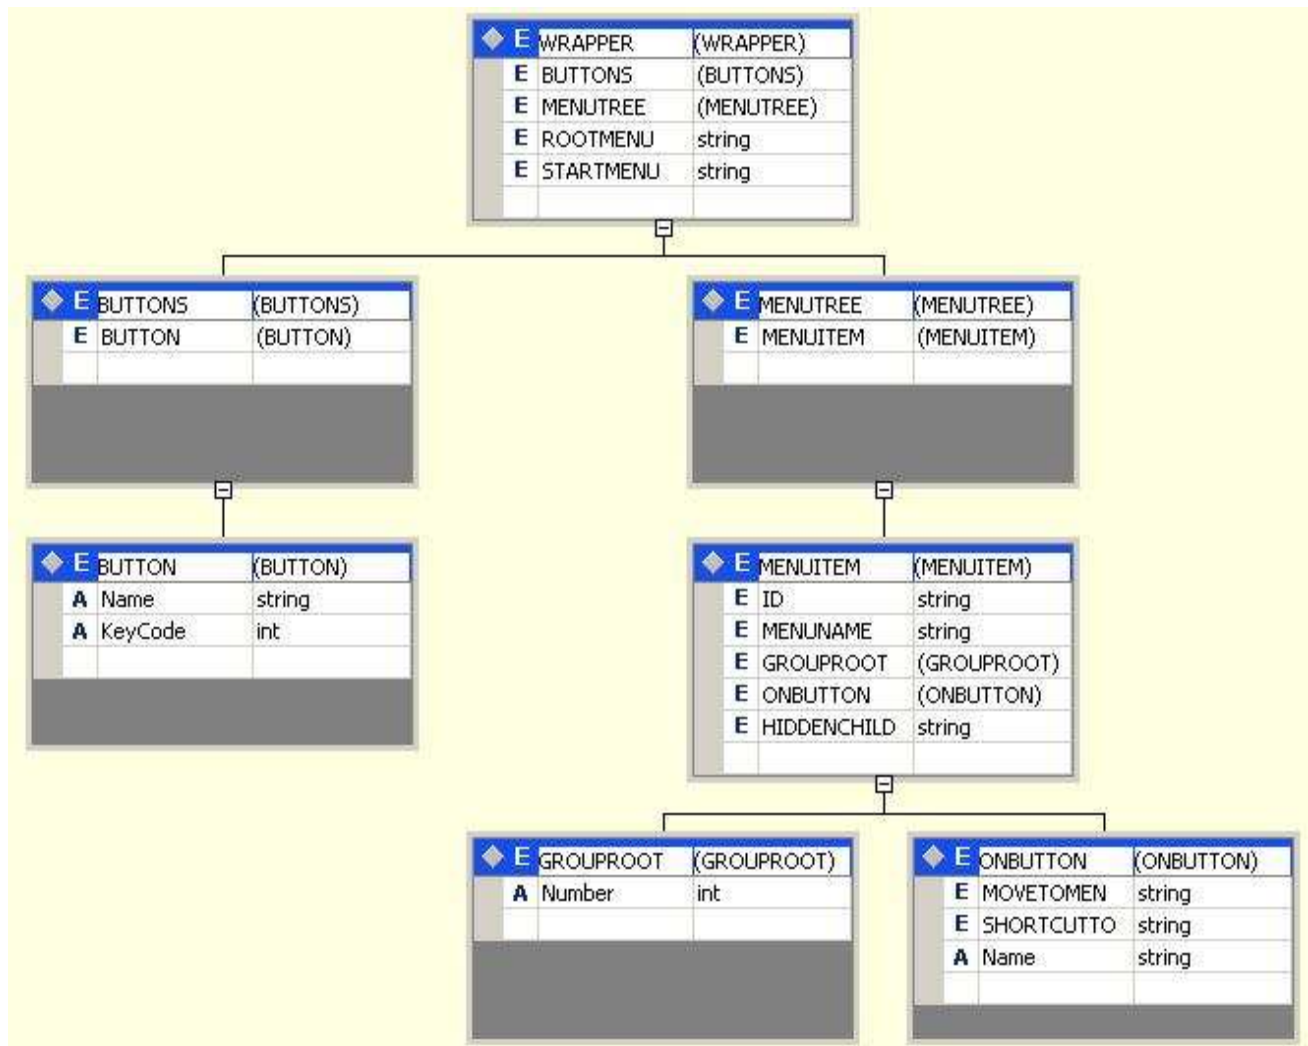 E WRAPPER (WRAPPER)
E BUTTONS (BUTTONS)
E MENUTREE (MENUTREE)
E ROOTMENU string
E STARTMENU string
E BUTTONS (BUTTONS)
E BUTTON (BUTTON)
E MENUTREE (MENUTREE)
E MENUITEM (MENUITEM)
E BUTTON (BUTTON)
A Name string
A KeyCode int
E MENUITEM (MENUITEM)
E ID string
E MENUNAME string
E GROUPROOT (GROUPROOT)
E ONBUTTON (ONBUTTON)
E HIDDENCHILD string
E GROUPROOT (GROUPROOT)
A Number int
E ONBUTTON (ONBUTTON)
E MOVETOMEN string
E SHORTCUTTO string
A Name string